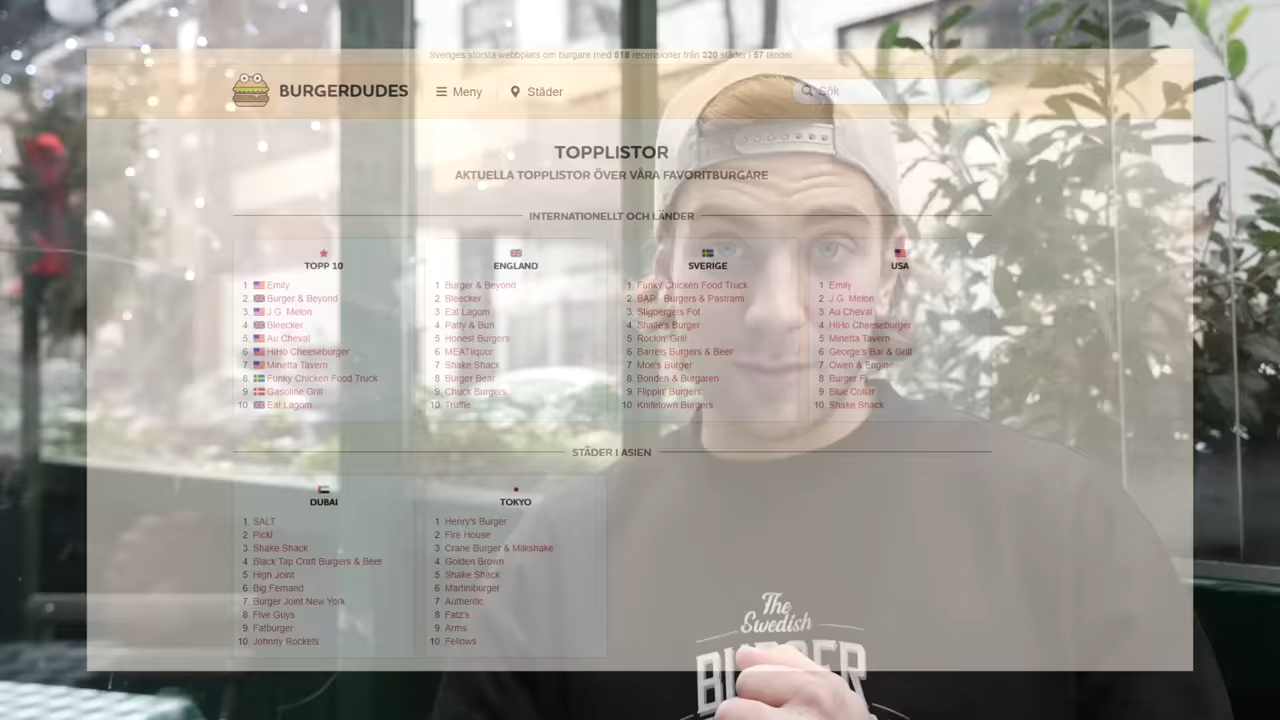 Sveriges största webbplats om burgare med 518 recensioner från 320 städer i 57 länder.
BURGERDUDES
Meny
Städer
Sök
TOPPLISTOR
AKTUELLA TOPPLISTOR ÖVER VÅRA FAVORITBURGARE
INTERNATIONELLT OCH LÄNDER
TOPP 10
1. Emily
2. Burger & Beyond
3. J.G. Melon
4. Bleecker
5. Au Cheval
6. HiHo Cheeseburger
7. Minetta Tavern
8. Funky Chicken Food Truck
9. Gasoline Grill
10. Eat Lagom
ENGLAND
1. Burger & Beyond
2. Bleecker
3. Eat Lagom
4. Patty & Bun
5. Honest Burgers
6. MEATliquor
7. Shake Shack
8. Burger Bear
9. Chuck Burgers
10. Truffle
SVERIGE
1. Funky Chicken Food Truck
2. BAP - Burgers & Pastrami
3. Stigbergets Fot
4. Shalie's Burger
5. Rockin' Grill
6. Barrels Burgers & Beer
7. Moe's Burger
8. Bonden & Burgaren
9. Flippin' Burgers
10. Knifetown Burgers
USA
1. Emily
2. J.G. Melon
3. Au Cheval
4. HiHo Cheeseburger
5. Minetta Tavern
6. George's Bar & Grill
7. Owen & Engine
8. Burger Fi
9. Blue Collar
10. Shake Shack
STÄDER I ASIEN
DUBAI
1. SALT
2. Pickl
3. Shake Shack
4. Black Tap Craft Burgers & Beer
5. High Joint
6. Big Fernand
7. Burger Joint New York
8. Five Guys
9. Fatburger
10. Johnny Rockets
TOKYO
1. Henry's Burger
2. Fire House
3. Crane Burger & Milkshake
4. Golden Brown
5. Shake Shack
6. Martiniburger
7. Authentic
8. Fatz's
9. Arms
10. Fellows
The
Swedish